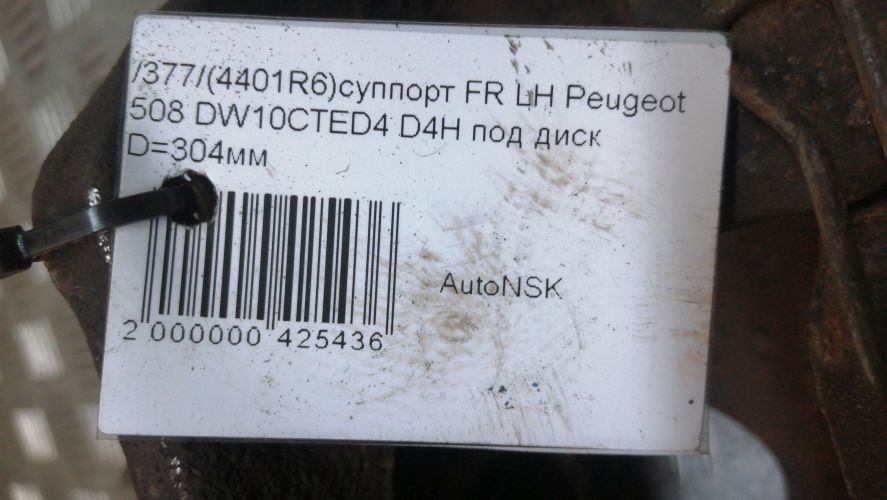 /377/(4401R6)суппорт FR LH Peugeot
508 DW10CTED4 D4H под диск
D=304мм
AutoNSK
2 000000 425436